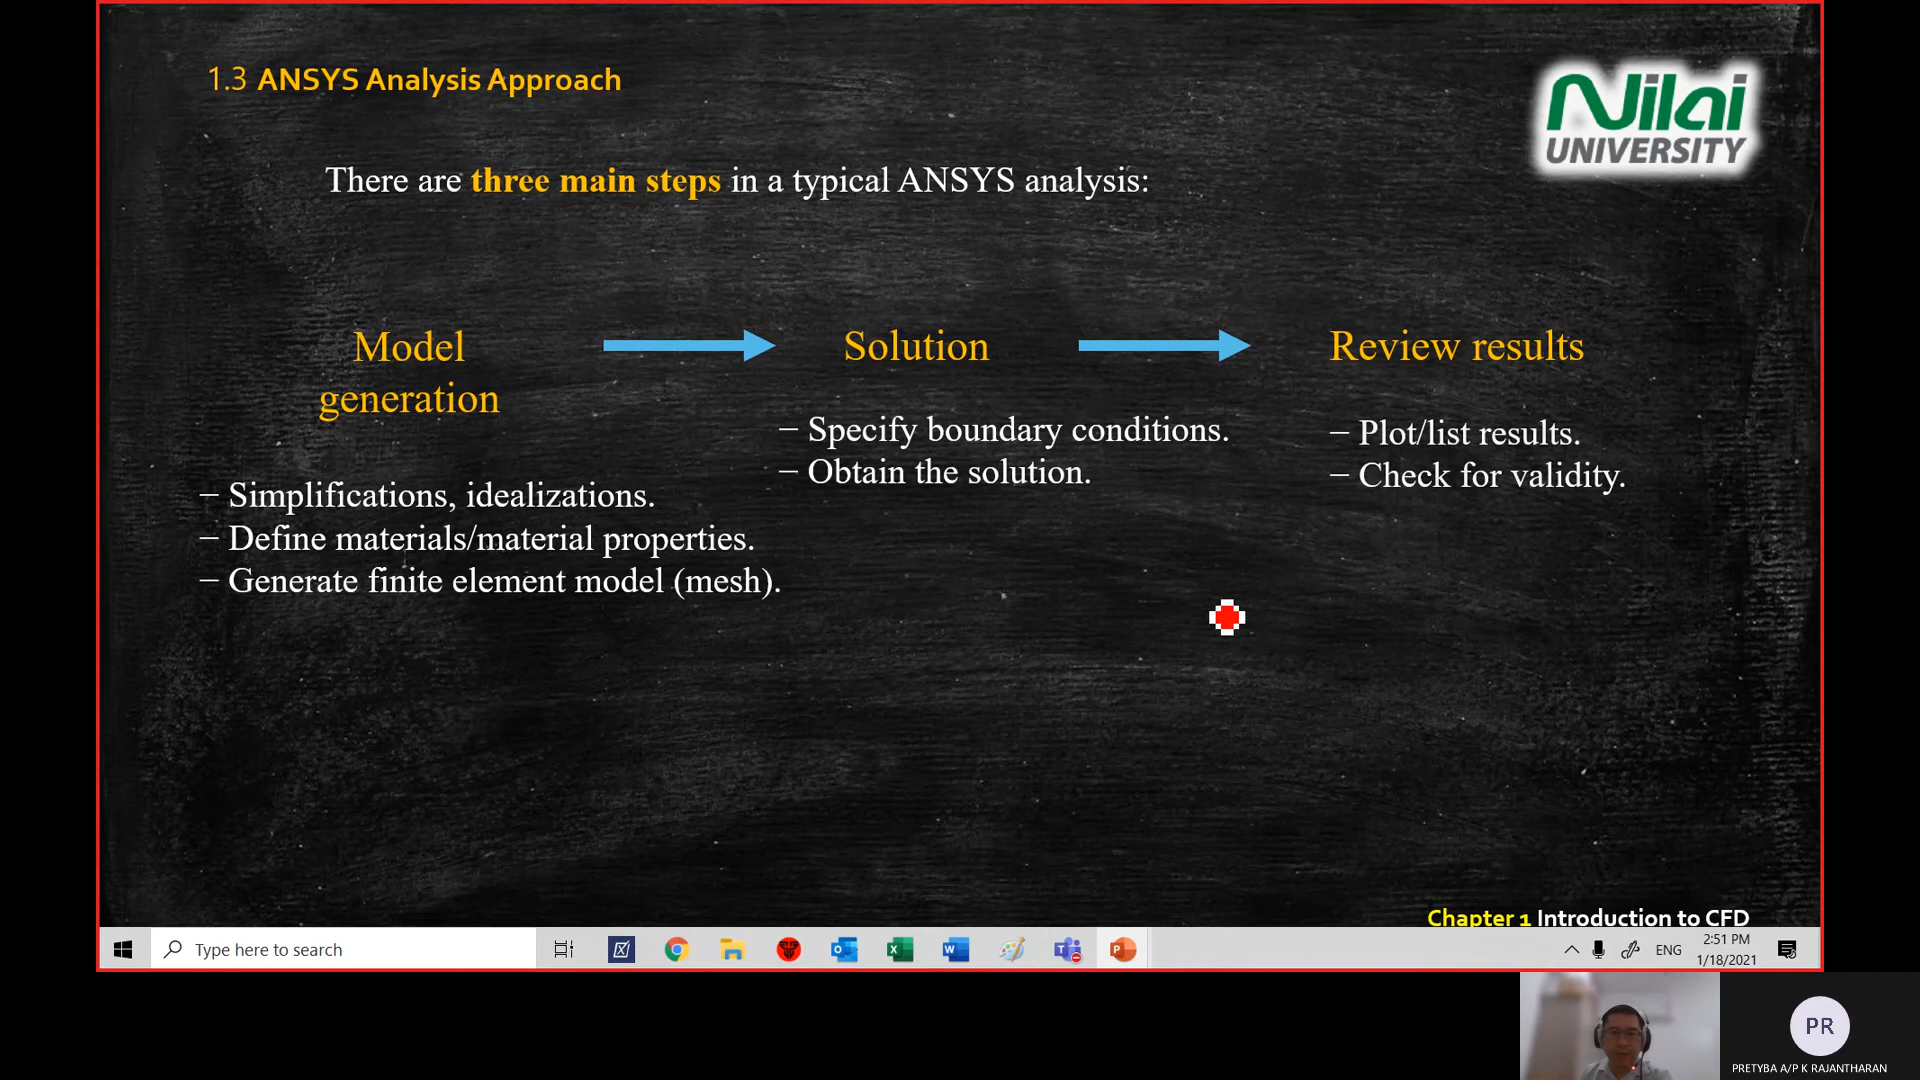 1.3 ANSYS Analysis Approach
Nilai
UNIVERSITY
There are three main steps in a typical ANSYS analysis:
Model
generation
– Simplifications, idealizations.
– Define materials/material properties.
– Generate finite element model (mesh).
Solution
– Specify boundary conditions.
– Obtain the solution.
Review results
– Plot/list results.
– Check for validity.
Chapter 1 Introduction to CFD
Type here to search
ENG
2:51 PM
1/18/2021
PR
PRETYBA A/P K RAJANTHARAN